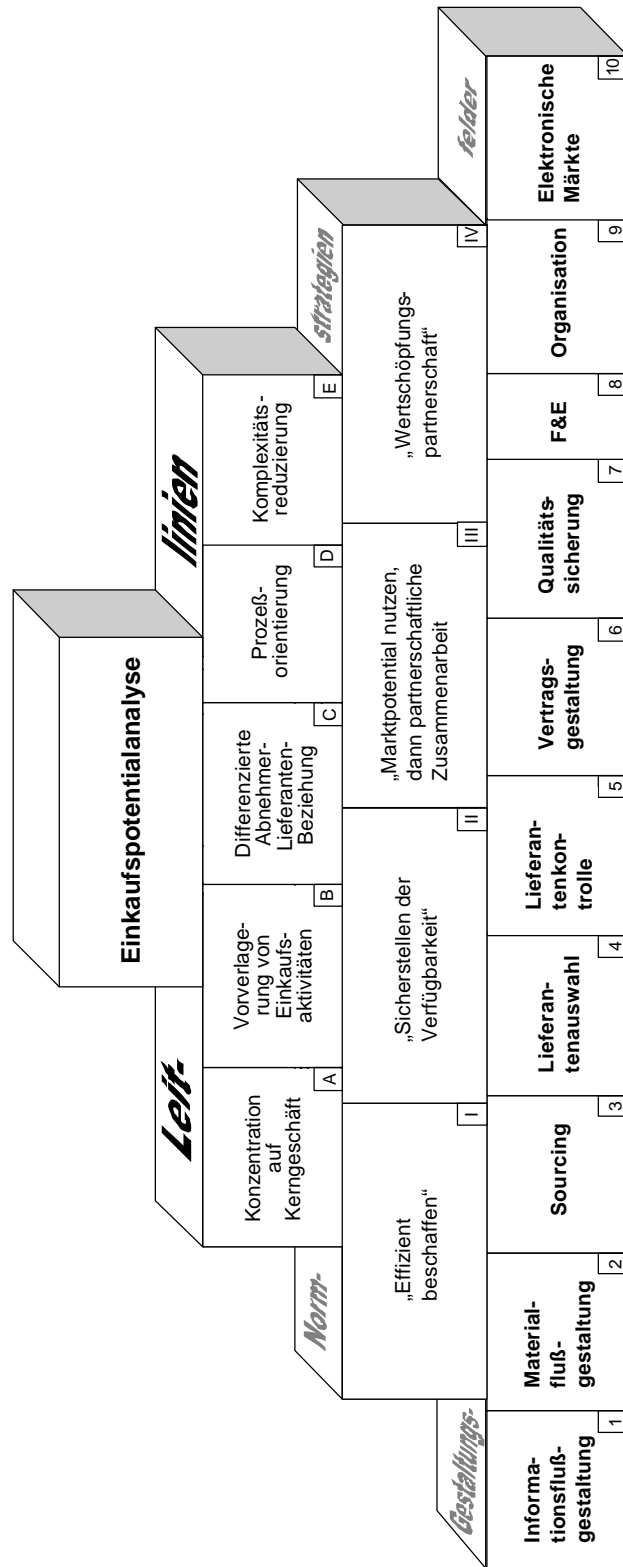 Einkaufspotentialanalyse
Leit-
linien
Konzentration
auf
Kerngeschäft
A
Vorverlage-
rung von
Einkaufs-
aktivitäten
B
Differenzierte
Abnehmer-
Lieferanten-
Beziehung
C
Prozeß-
orientierung
D
Komplexitäts-
reduzierung
E
Norm-
strategien
„Effizient
beschaffen“
I
„Sicherstellen der
Verfügbarkeit“
II
„Marktpotential nutzen,
dann partnerschaftliche
Zusammenarbeit
III
„Wertschöpfungs-
partnerschaft“
IV
Gestaltungs-
felder
Informa-
tionsfluß-
gestaltung
1
Material-
fluß-
gestaltung
2
Sourcing
3
Lieferan-
tenauswahl
4
Lieferan-
tenkon-
trolle
5
Vertrags-
gestaltung
6
Qualitäts-
sicherung
7
F&E
8
Organisation
9
Elektronische
Märkte
10